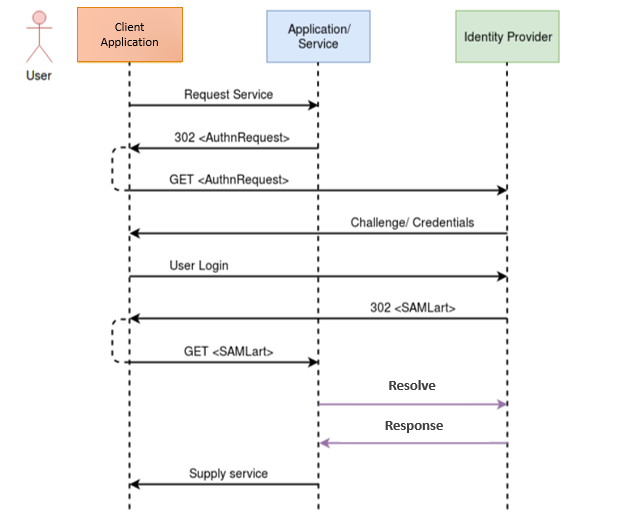 Client
Application
Application/
Service
Identity Provider
User
Request Service
302 <AuthnRequest>
GET <AuthnRequest>
Challenge/ Credentials
User Login
302 <SAMLart>
GET <SAMLart>
Resolve
Response
Supply service